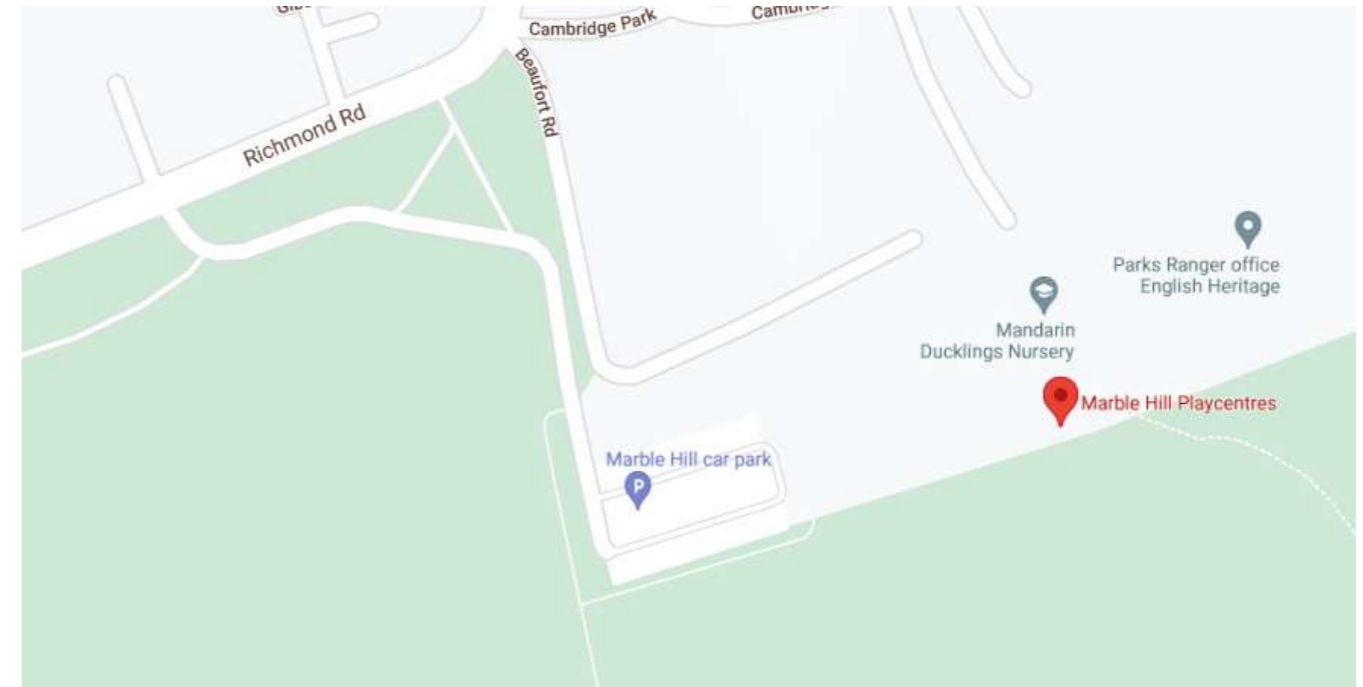 Cambridge Park
Beaufort Rd
Richmond Rd
Parks Ranger office
English Heritage
Mandarin
Ducklings Nursery
Marble Hill Playcentres
Marble Hill car park
P